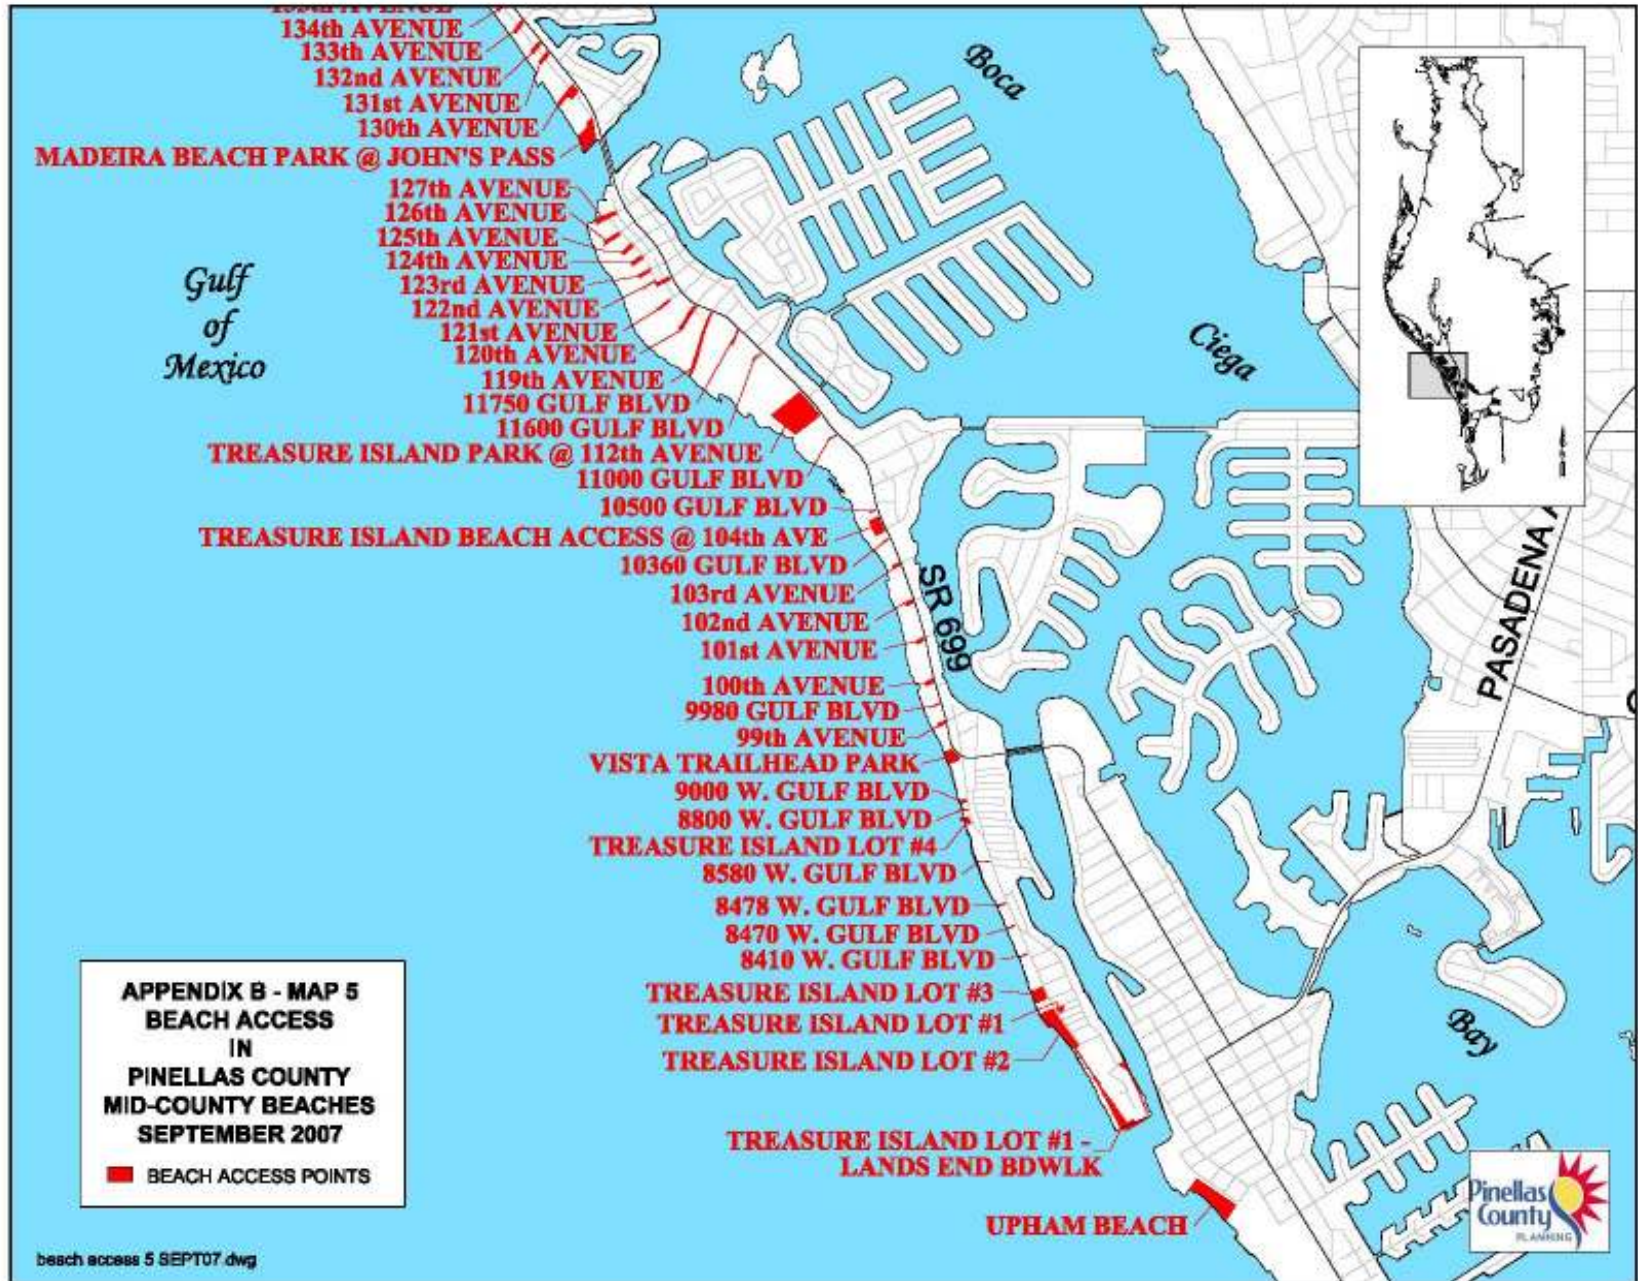 134th AVENUE
133th AVENUE
132nd AVENUE
131st AVENUE
130th AVENUE
MADEIRA BEACH PARK @ JOHN'S PASS
127th AVENUE
126th AVENUE
125th AVENUE
124th AVENUE
123rd AVENUE
122nd AVENUE
121st AVENUE
120th AVENUE
119th AVENUE
11750 GULF BLVD
11600 GULF BLVD
TREASURE ISLAND PARK @ 112th AVENUE
11000 GULF BLVD
10500 GULF BLVD
TREASURE ISLAND BEACH ACCESS @ 104th AVE
10360 GULF BLVD
103rd AVENUE
102nd AVENUE
101st AVENUE
100th AVENUE
9980 GULF BLVD
99th AVENUE
VISTA TRAILHEAD PARK
9000 W. GULF BLVD
8800 W. GULF BLVD
TREASURE ISLAND LOT #4
8580 W. GULF BLVD
8478 W. GULF BLVD
8470 W. GULF BLVD
8410 W. GULF BLVD
TREASURE ISLAND LOT #3
TREASURE ISLAND LOT #1
TREASURE ISLAND LOT #2
TREASURE ISLAND LOT #1 -
LANDS END BDWLK
UPHAM BEACH
Gulf
of
Mexico
Boca
Ciega
Bay
SR 699
PASADENA
APPENDIX B - MAP 5
BEACH ACCESS
IN
PINELLAS COUNTY
MID-COUNTY BEACHES
SEPTEMBER 2007
BEACH ACCESS POINTS
beach access 5 SEPT07.dwg
Pinellas
County
PLANNING